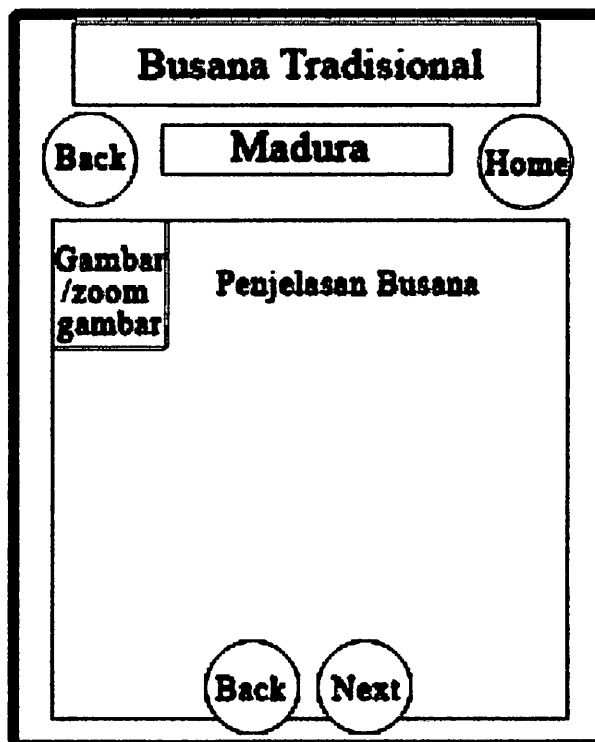 Busana Tradisional
Back
Madura
Home
Gambar
/zoom
gambar
Penjelasan Busana
Back
Next